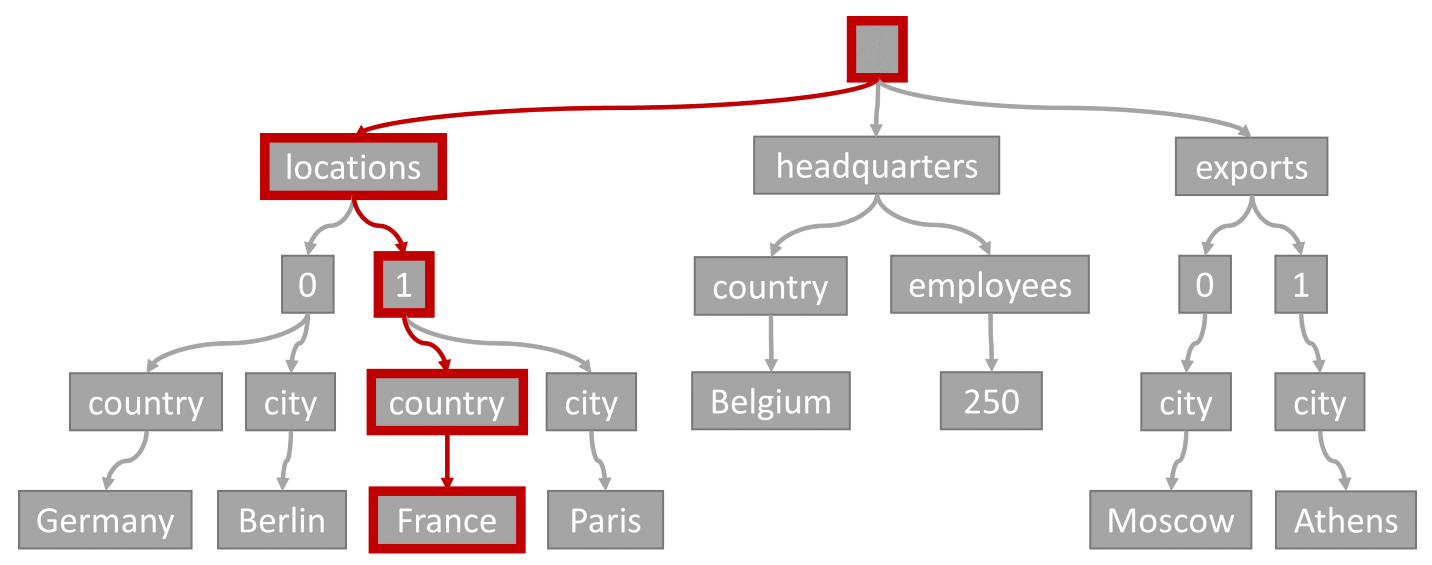 locations
headquarters
exports
0
1
country
employees
0
1
country
city
country
city
Belgium
250
city
city
Germany
Berlin
France
Paris
Moscow
Athens